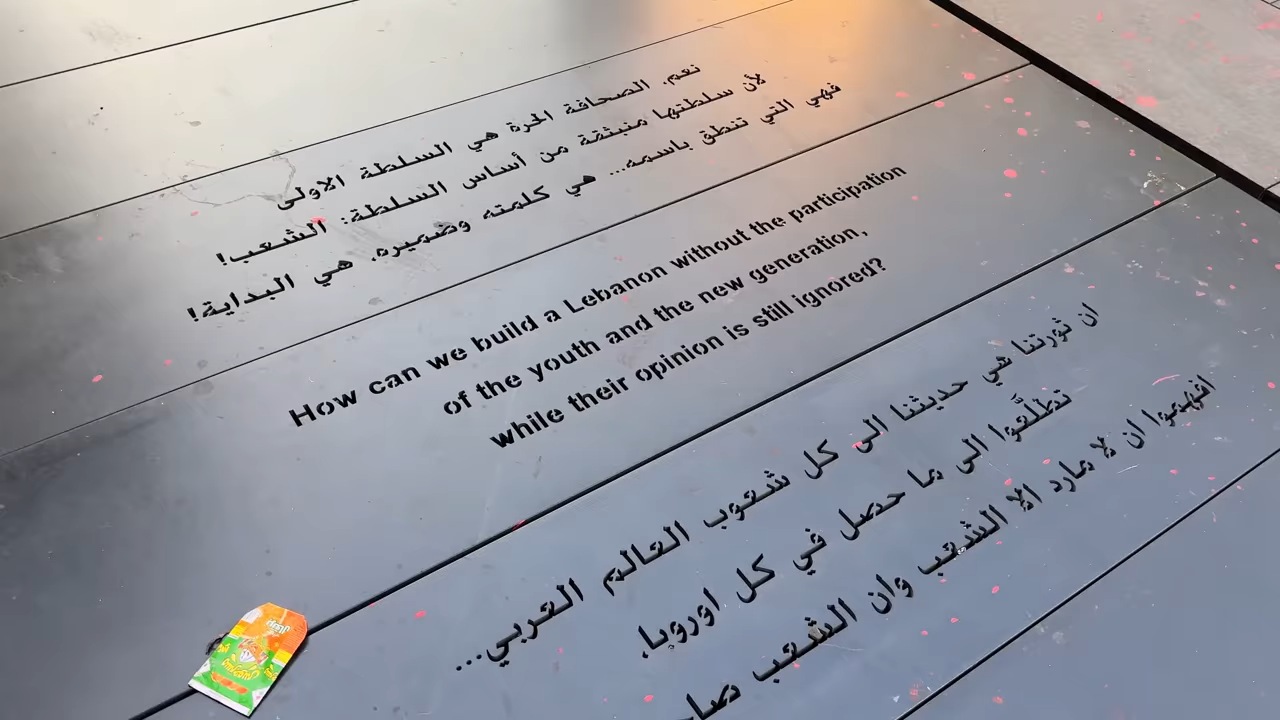 نعم، الصحافة الحرة هي السلطة الاولى
لأن سلطتها منبثقة من أساس السلطة: الشعب!
فهي التي تنطق باسمه... هي كلمته وضميره، هي البداية!
How can we build a Lebanon without the participation
of the youth and the new generation,
while their opinion is still ignored?
ان ثورتنا هي حديثنا الى كل شعوب العالم العربي...
تطلّعوا الى ما حصل في كل اوروبا،
افهموا ان لا مارد الا الشعب وان الشعب